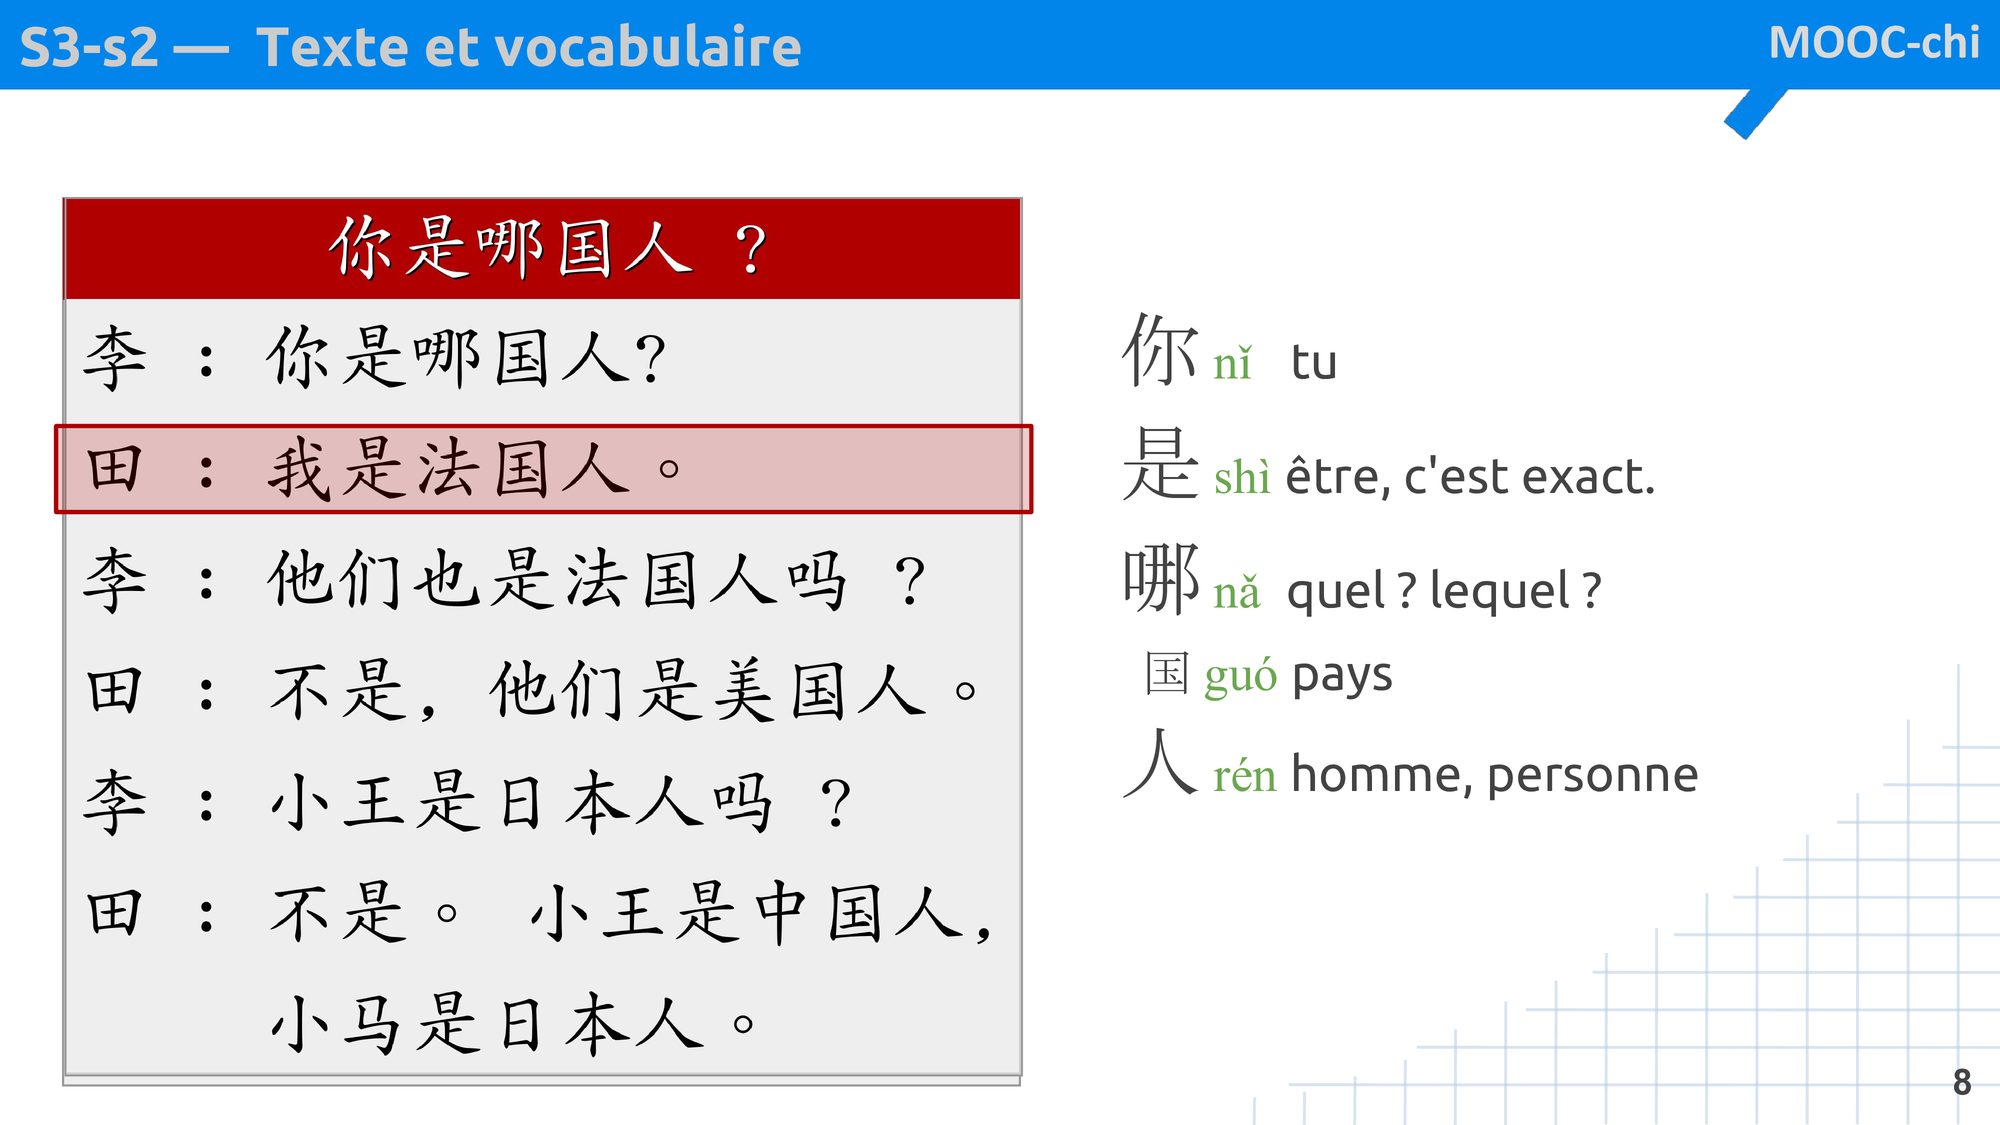 S3-s2 — Texte et vocabulaire
MOOC-chi
你是哪国人 ?
李 : 你是哪国人?
田 : 我是法国人。
李 : 他们也是法国人吗 ?
田 : 不是, 他们是美国人。
李 : 小王是日本人吗 ?
田 : 不是。 小王是中国人,
小马是日本人。
你 nǐ tu
是 shì être, c'est exact.
哪 nǎ quel ? lequel ?
国 guó pays
人 rén homme, personne
8